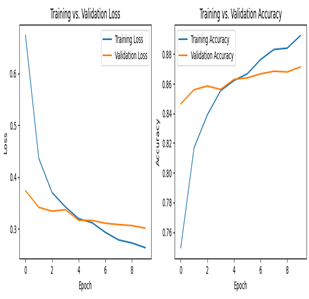 Training vs. Validation Loss
Training Loss
Validation Loss
0.6
0.5
0.4
0.3
Loss
0 2 4 6 8
Epoch
Training vs. Validation Accuracy
Training Accuracy
Validation Accuracy
0.88
0.86
0.84
0.82
0.80
0.78
0.76
Accuracy
0 2 4 6 8
Epoch